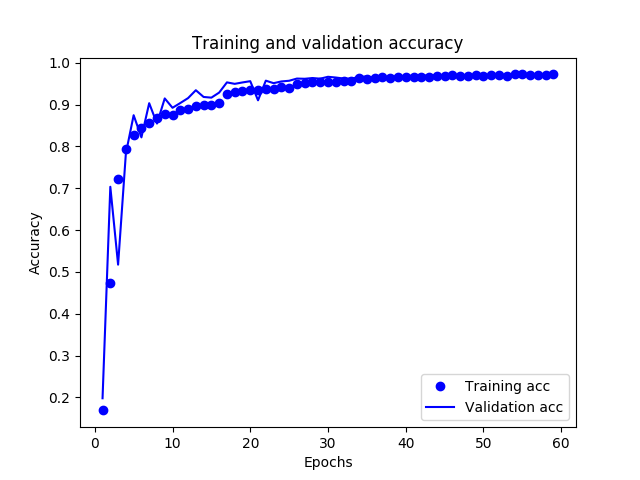 Training and validation accuracy
1.0
0.9
0.8
0.7
0.6
0.5
0.4
0.3
0.2
Accuracy
Training acc
Validation acc
0 10 20 30 40 50 60
Epochs